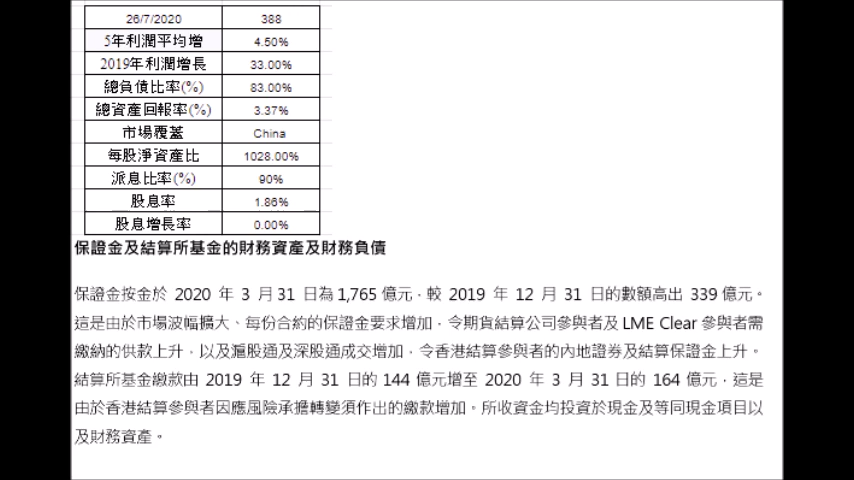 26/7/2020 388
5年利潤平均增 4.50%
2019年利潤增長 33.00%
總負債比率(%) 83.00%
總資產回報率(%) 3.37%
市場覆蓋 China
每股淨資產比 1028.00%
派息比率(%) 90%
股息率 1.86%
股息增長率 0.00%
保證金及結算所基金的財務資產及財務負債
保證金按金於 2020 年 3 月 31 日為 1,765 億元，較 2019 年 12 月 31 日的數額高出 339 億元。
這是由於市場波幅擴大、每份合約的保證金要求增加，令期貨結算公司參與者及 LME Clear 參與者需
繳納的供款上升，以及滬股通及深股通成交增加，令香港結算參與者的內地證券及結算保證金上升。
結算所基金繳款由 2019 年 12 月 31 日的 144 億元增至 2020 年 3 月 31 日的 164 億元，這是
由於香港結算參與者因應風險承擔轉變須作出的繳款增加。所收資金均投資於現金及等同現金項目以
及財務資產。